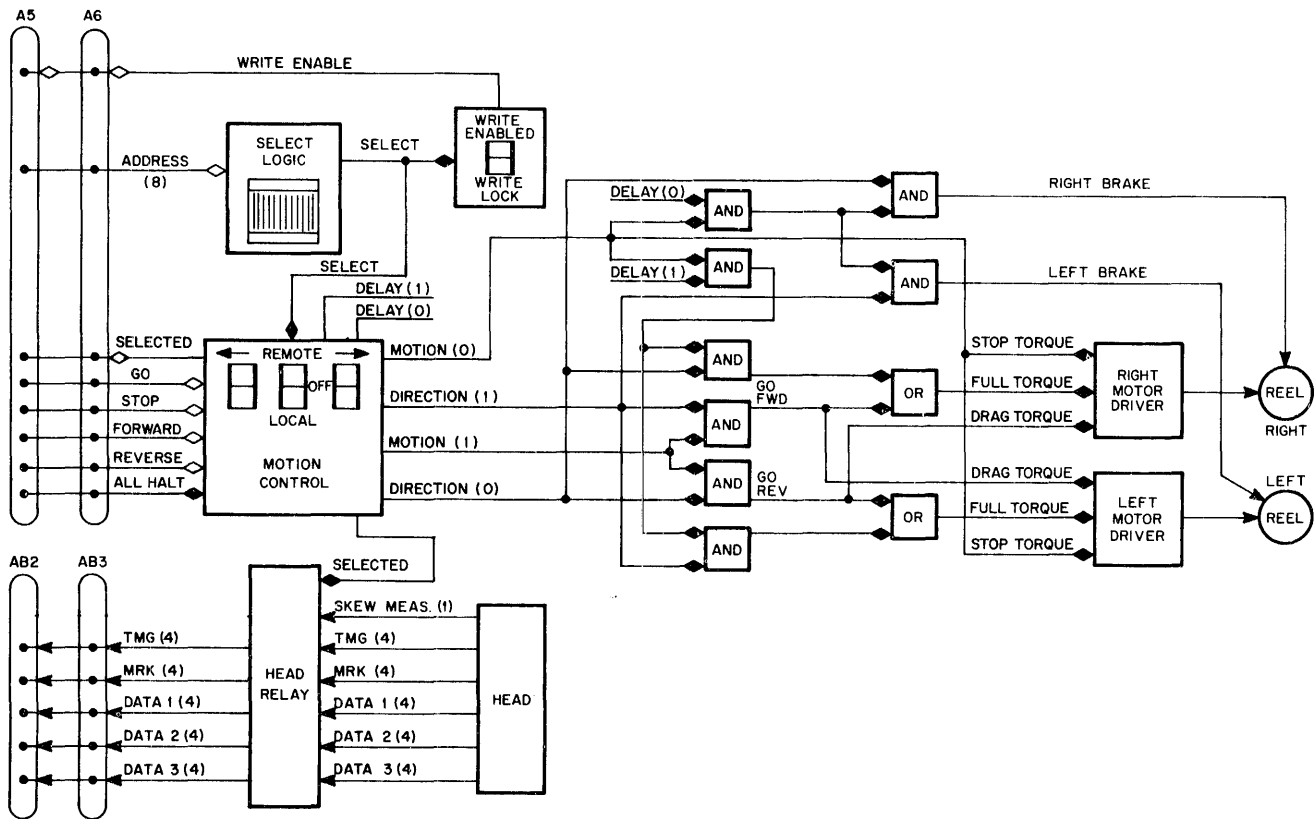 A5
A6
WRITE ENABLE
ADDRESS
(8)
SELECT
LOGIC
SELECT
WRITE
ENABLED
WRITE
LOCK
SELECT
DELAY (1)
DELAY (0)
SELECTED
GO
STOP
FORWARD
REVERSE
ALL HALT
REMOTE
OFF
LOCAL
MOTION
CONTROL
MOTION (0)
DIRECTION (1)
MOTION (1)
DIRECTION (0)
DELAY (0)
DELAY (1)
AND
AND
AND
AND
AND
AND
AND
AND
GO
FWD
GO
REV
OR
OR
RIGHT BRAKE
LEFT BRAKE
STOP TORQUE
FULL TORQUE
DRAG TORQUE
RIGHT
MOTOR
DRIVER
REEL
RIGHT
DRAG TORQUE
FULL TORQUE
STOP TORQUE
LEFT
MOTOR
DRIVER
LEFT
REEL
AB2
AB3
TMG (4)
MRK (4)
DATA 1 (4)
DATA 2 (4)
DATA 3 (4)
HEAD
RELAY
SELECTED
SKEW MEAS. (1)
TMG (4)
MRK (4)
DATA 1 (4)
DATA 2 (4)
DATA 3 (4)
HEAD